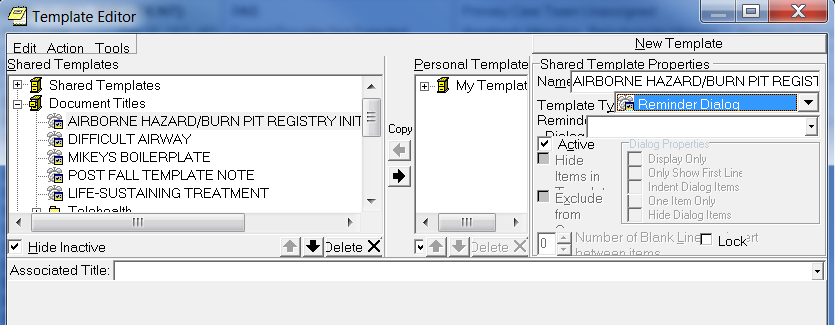 Template Editor
Edit Action Tools
New Template
Shared Templates
Shared Templates
Document Titles
AIRBORNE HAZARD/BURN PIT REGISTRY INIT
DIFFICULT AIRWAY
MIKEYS BOILERPLATE
POST FALL TEMPLATE NOTE
LIFE-SUSTAINING TREATMENT
Telehealth
Hide Inactive
Delete
Copy
Personal Template
My Templat
Delete
Shared Template Properties
Name: AIRBORNE HAZARD/BURN PIT REGIST
Template Ty Reminder Dialog
Remind
Dialog
Active
Hide
Items in
Exclude
from
Dialog Properties
Display Only
Only Show First Line
Indent Dialog Items
One Item Only
Hide Dialog Items
0 Number of Blank Line
between items
Lock
Associated Title: